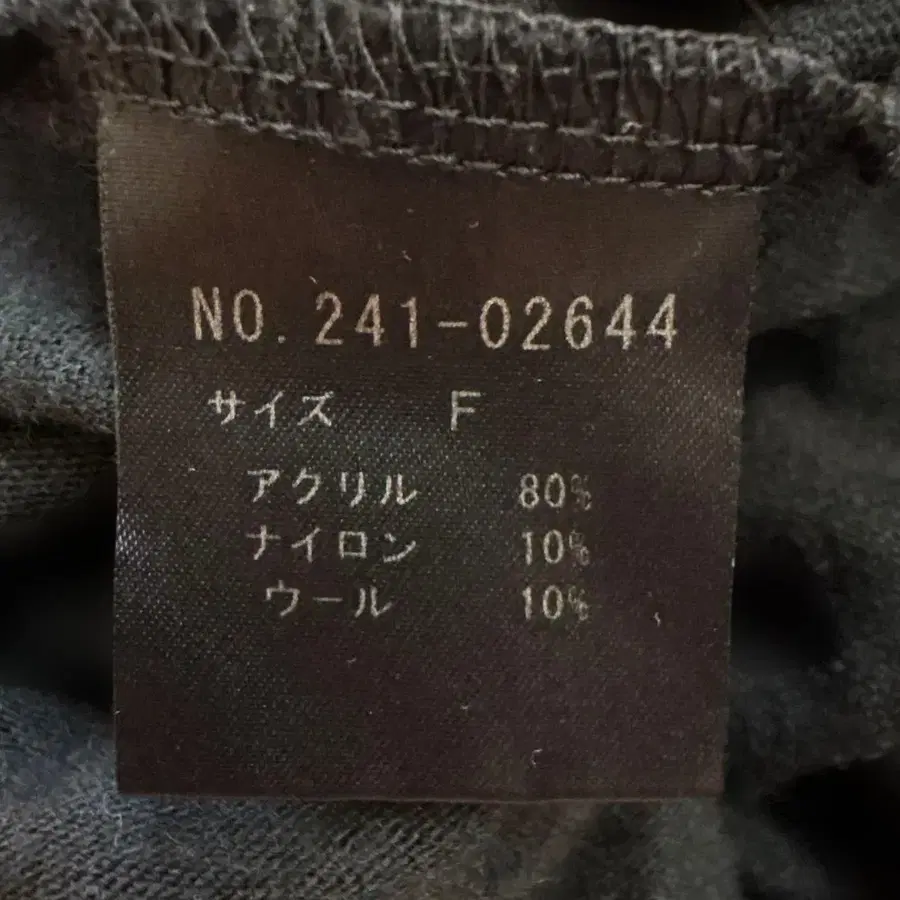 NO. 241-02644
サイズ F
アクリル 80%
ナイロン 10%
ウール 10%